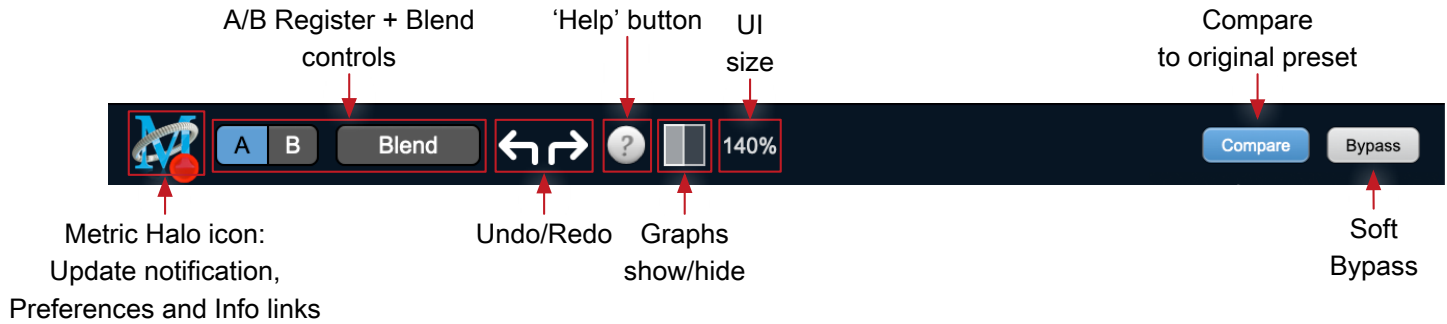 A/B Register + Blend
controls
‘Help’ button
UI
size
Compare
to original preset
M
A
B
Blend
?
140%
Compare
Bypass
Metric Halo icon:
Update notification,
Preferences and Info links
Undo/Redo
Graphs
show/hide
Soft
Bypass